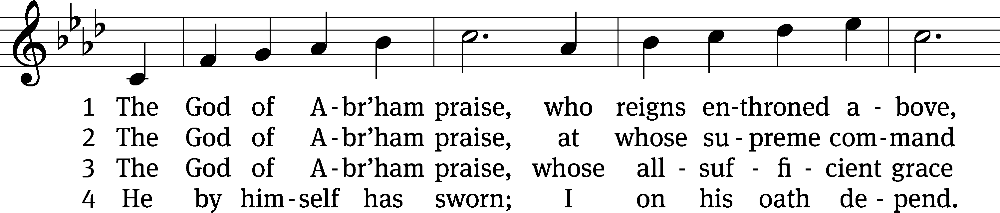 1 The God of A - br’ham praise, who reigns en-throned a - bove,
2 The God of A - br’ham praise, at whose su - preme com - mand
3 The God of A - br’ham praise, whose all - suf - fi - cient grace
4 He by him - self has sworn; I on his oath de - pend.